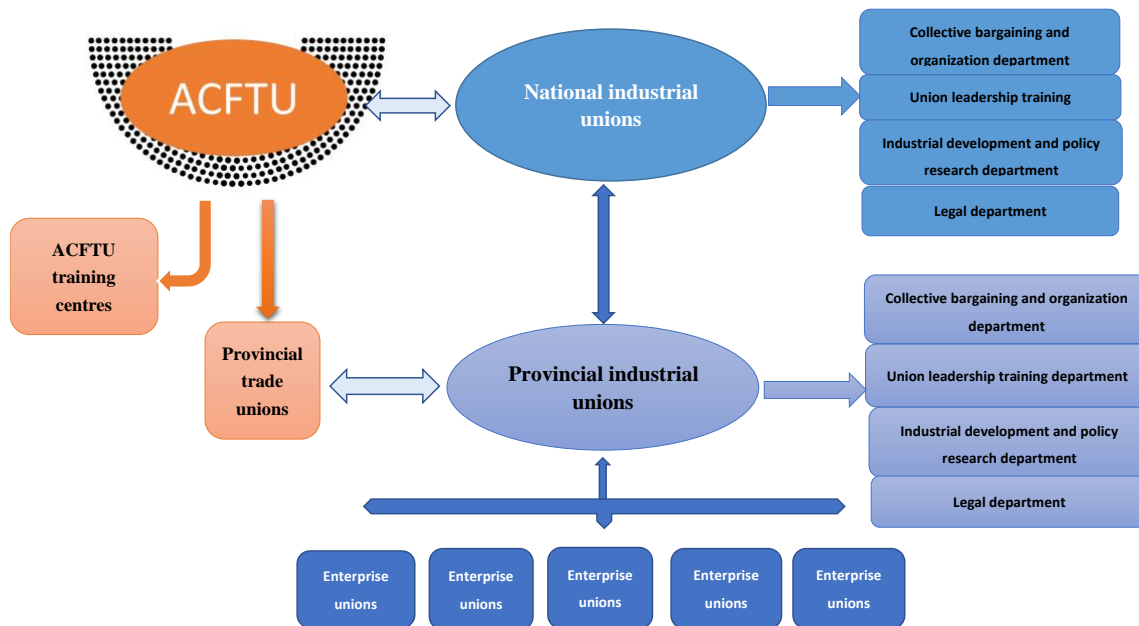 ACFTU
National industrial
unions
Collective bargaining and
organization department
Union leadership training
Industrial development and policy
research department
Legal department
ACFTU
training
centres
Provincial
trade
unions
Provincial industrial
unions
Collective bargaining and organization
department
Union leadership training department
Industrial development and policy
research department
Legal department
Enterprise
unions
Enterprise
unions
Enterprise
unions
Enterprise
unions
Enterprise
unions